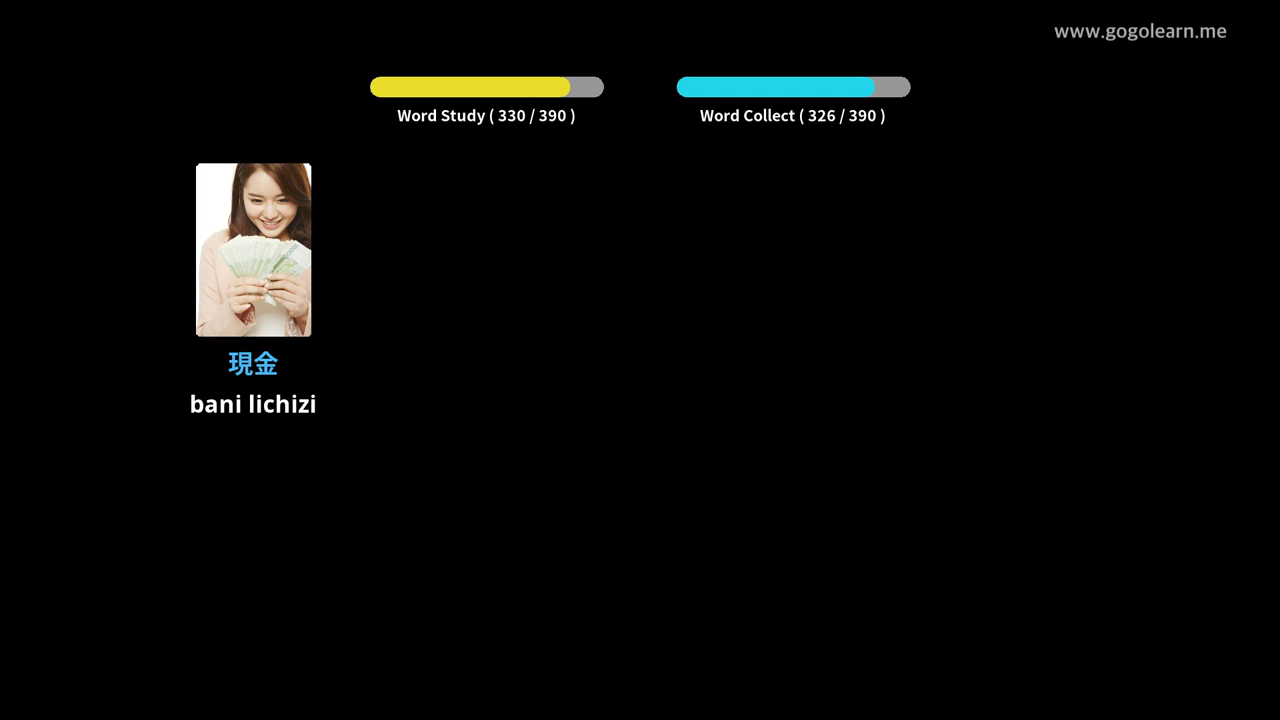 www.gogolearn.me
Word Study ( 330 / 390 )
Word Collect ( 326 / 390 )
現金
bani lichizi